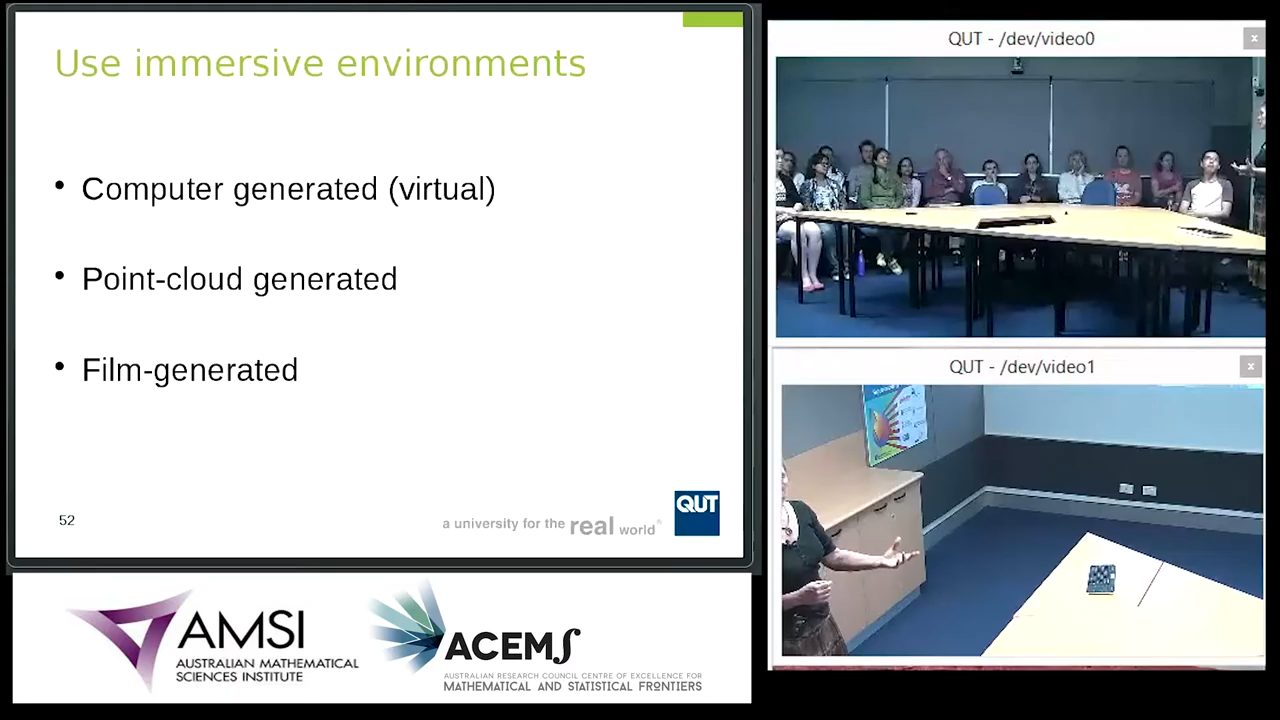 Use immersive environments
• Computer generated (virtual)
• Point-cloud generated
• Film-generated
52
a university for the real world®
QUT
AMSI
AUSTRALIAN MATHEMATICAL
SCIENCES INSTITUTE
ACEMS
AUSTRALIAN RESEARCH COUNCIL CENTRE OF EXCELLENCE FOR
MATHEMATICAL AND STATISTICAL FRONTIERS
QUT - /dev/video0
x
QUT - /dev/video1
x